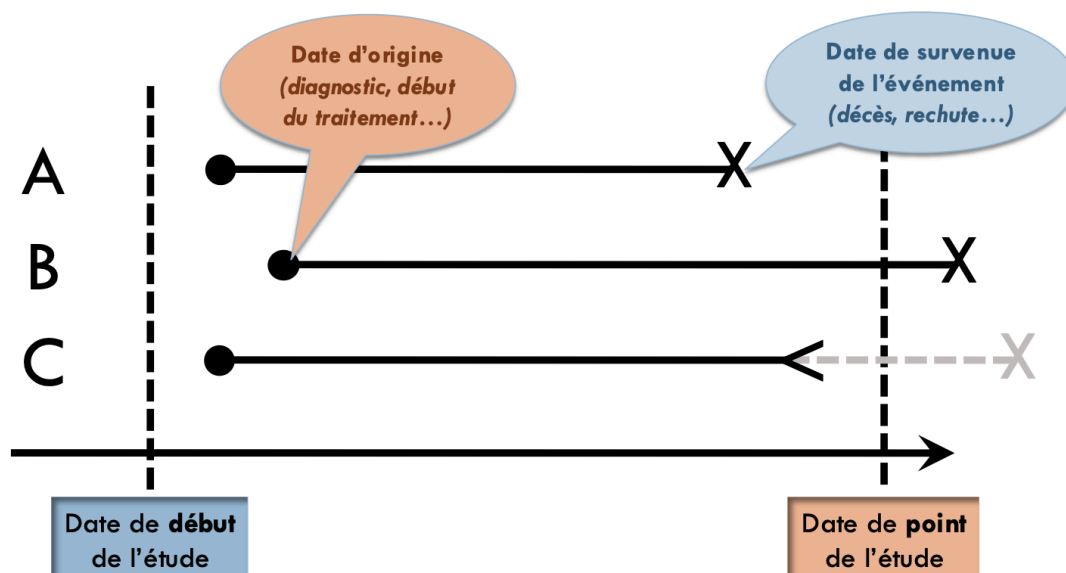 Date d'origine
(diagnostic, début
du traitement…)
Date de survenue
de l'événement
(décès, rechute…)
A
X
B
X
C
X
Date de début
de l'étude
Date de point
de l'étude